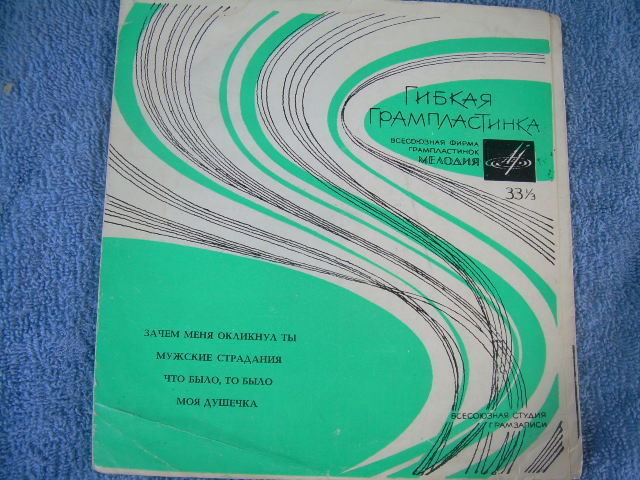 ГИБКАЯ
ГРАМПЛАСТИНКА
ВСЕСОЮЗНАЯ ФИРМА
ГРАМПЛАСТИНОК
МЕЛОДИЯ
33⅓
ЗАЧЕМ МЕНЯ ОКЛИКНУЛ ТЫ
МУЖСКИЕ СТРАДАНИЯ
ЧТО БЫЛО, ТО БЫЛО
МОЯ ДУШЕЧКА
ВСЕСОЮЗНАЯ СТУДИЯ
ГРАМЗАПИСИ